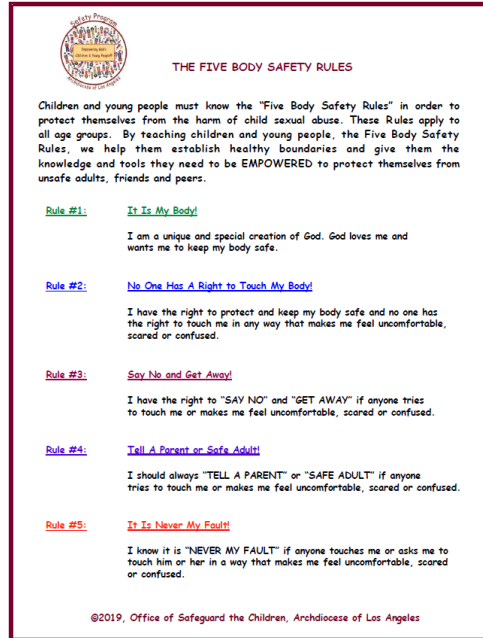 Safety Program
Empowering God's
Children & Young People®
Archdiocese of Los Angeles
THE FIVE BODY SAFETY RULES
Children and young people must know the “Five Body Safety Rules” in order to
protect themselves from the harm of child sexual abuse. These Rules apply to
all age groups. By teaching children and young people, the Five Body Safety
Rules, we help them establish healthy boundaries and give them the
knowledge and tools they need to be EMPOWERED to protect themselves from
unsafe adults, friends and peers.
Rule #1: It Is My Body!
I am a unique and special creation of God. God loves me and
wants me to keep my body safe.
Rule #2: No One Has A Right to Touch My Body!
I have the right to protect and keep my body safe and no one has
the right to touch me in any way that makes me feel uncomfortable,
scared or confused.
Rule #3: Say No and Get Away!
I have the right to “SAY NO” and “GET AWAY” if anyone tries
to touch me or makes me feel uncomfortable, scared or confused.
Rule #4: Tell A Parent or Safe Adult!
I should always “TELL A PARENT” or “SAFE ADULT” if anyone
tries to touch me or makes me feel uncomfortable, scared or confused.
Rule #5: It Is Never My Fault!
I know it is “NEVER MY FAULT” if anyone touches me or asks me to
touch him or her in a way that makes me feel uncomfortable, scared
or confused.
©2019, Office of Safeguard the Children, Archdiocese of Los Angeles